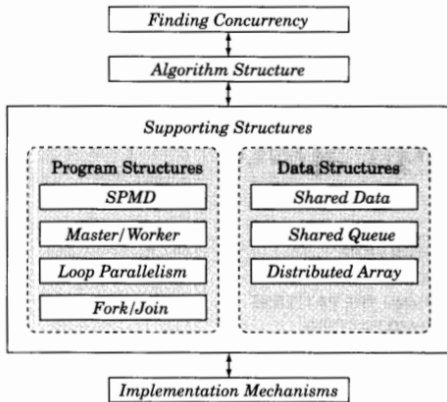 Finding Concurrency
Algorithm Structure
Supporting Structures
Program Structures
SPMD
Master/Worker
Loop Parallelism
Fork/Join
Data Structures
Shared Data
Shared Queue
Distributed Array
Implementation Mechanisms